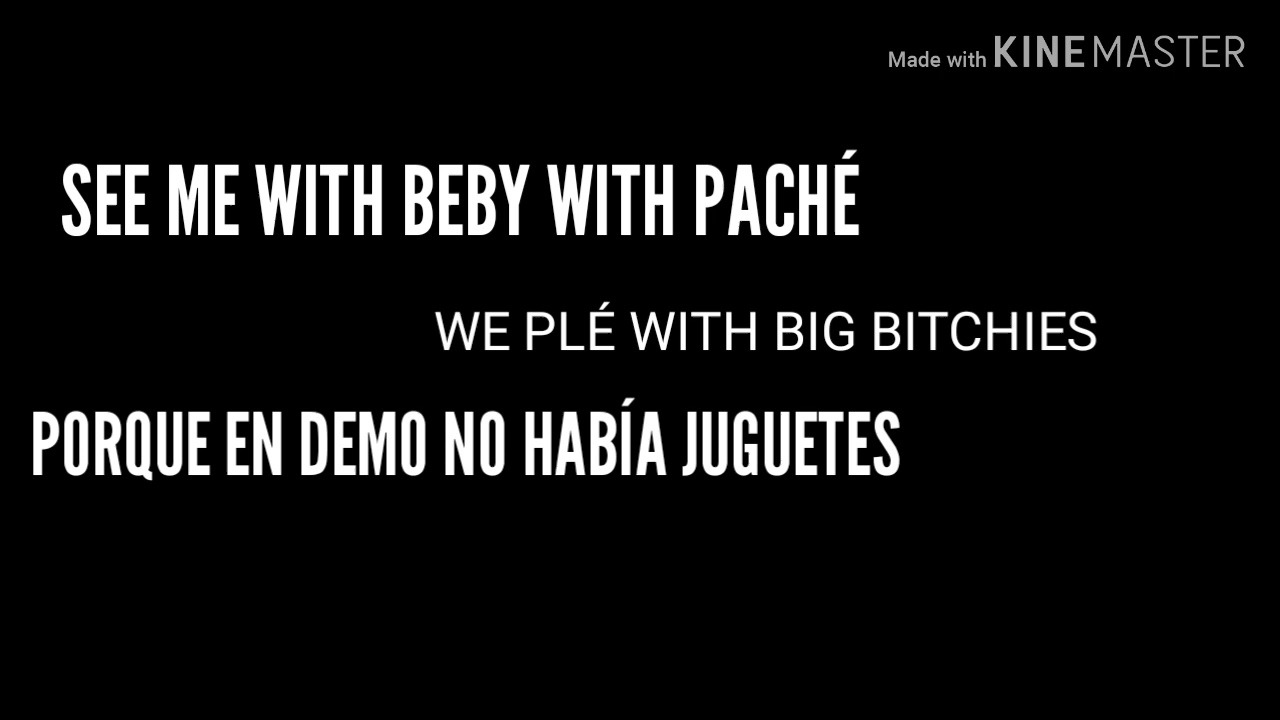 Made with KINEMASTER
SEE ME WITH BEBY WITH PACHÉ
WE PLÉ WITH BIG BITCHIES
PORQUE EN DEMO NO HABÍA JUGUETES